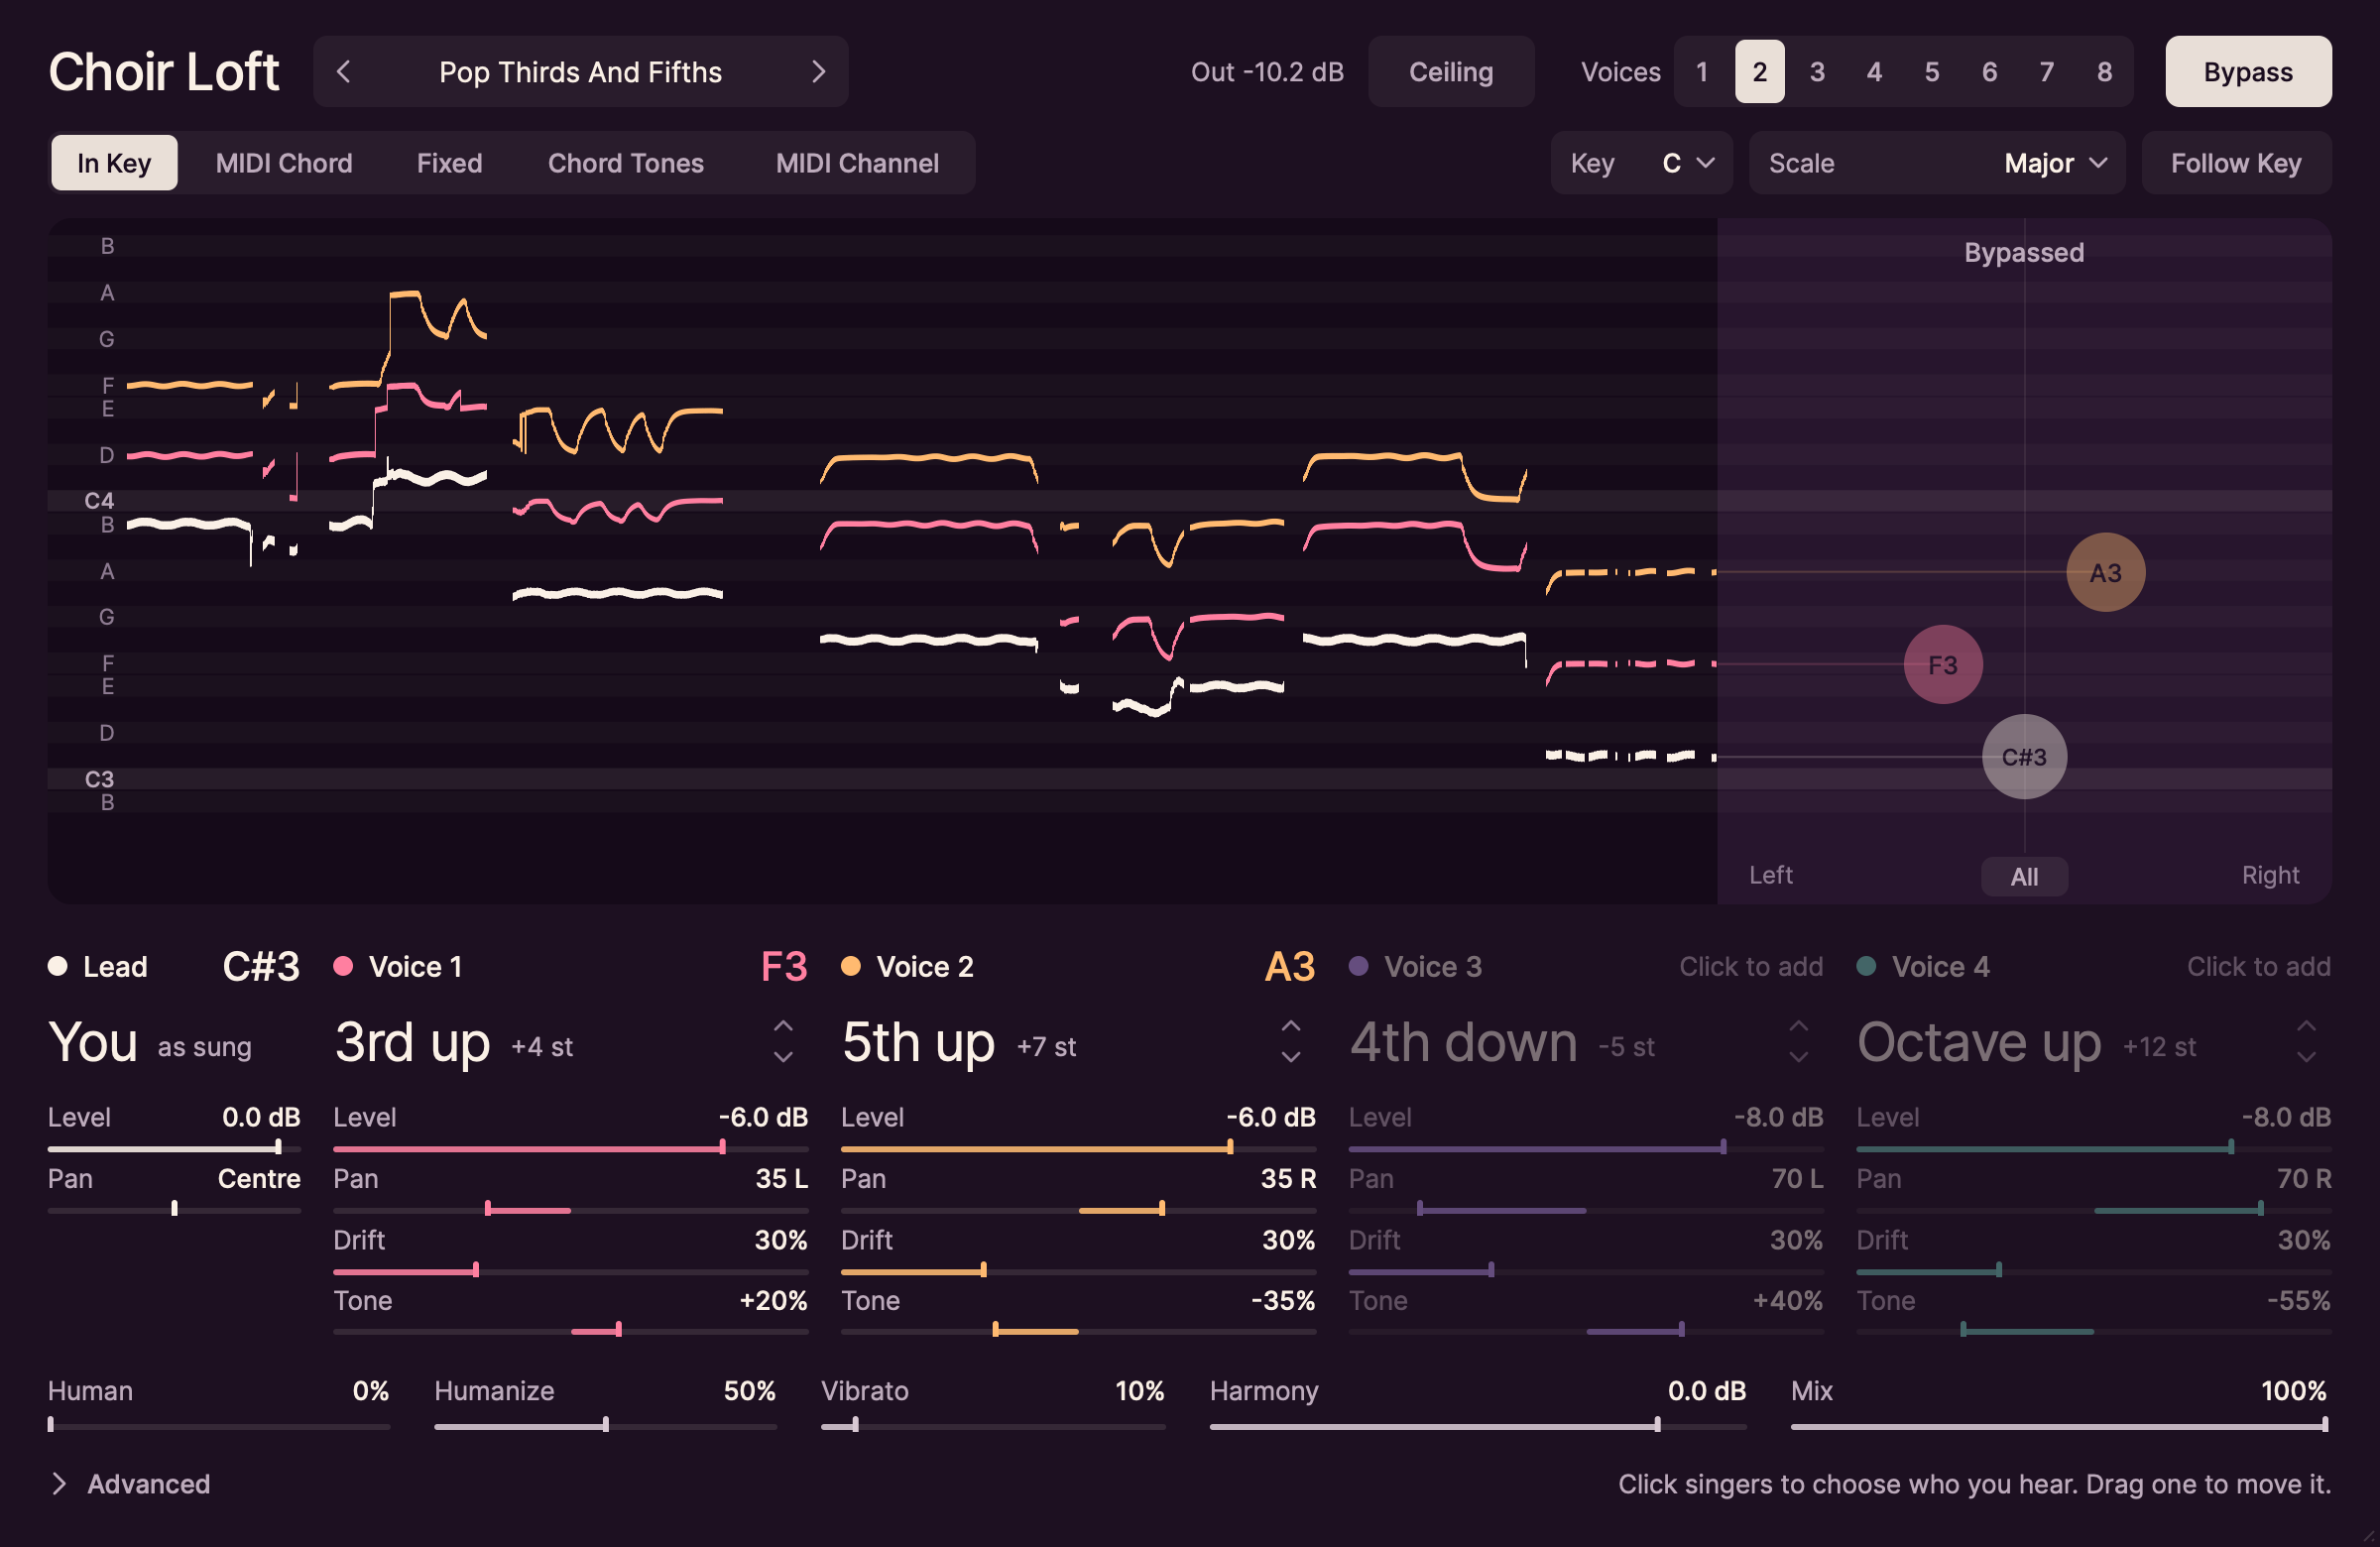 Choir Loft
Pop Thirds And Fifths
Out -10.2 dB
Ceiling
Voices 1 2 3 4 5 6 7 8
Bypass
In Key
MIDI Chord
Fixed
Chord Tones
MIDI Channel
Key C
Scale Major
Follow Key
B
A
G
F
E
D
C4
B
A
G
F
E
D
C3
B
Bypassed
A3
F3
C#3
Left
All
Right
Lead C#3
You as sung
Level 0.0 dB
Pan Centre
Voice 1 F3
3rd up +4 st
Level -6.0 dB
Pan 35 L
Drift 30%
Tone +20%
Voice 2 A3
5th up +7 st
Level -6.0 dB
Pan 35 R
Drift 30%
Tone -35%
Voice 3 Click to add
4th down -5 st
Level -8.0 dB
Pan 70 L
Drift 30%
Tone +40%
Voice 4 Click to add
Octave up +12 st
Level -8.0 dB
Pan 70 R
Drift 30%
Tone -55%
Human 0%
Humanize 50%
Vibrato 10%
Harmony 0.0 dB
Mix 100%
Advanced
Click singers to choose who you hear. Drag one to move it.